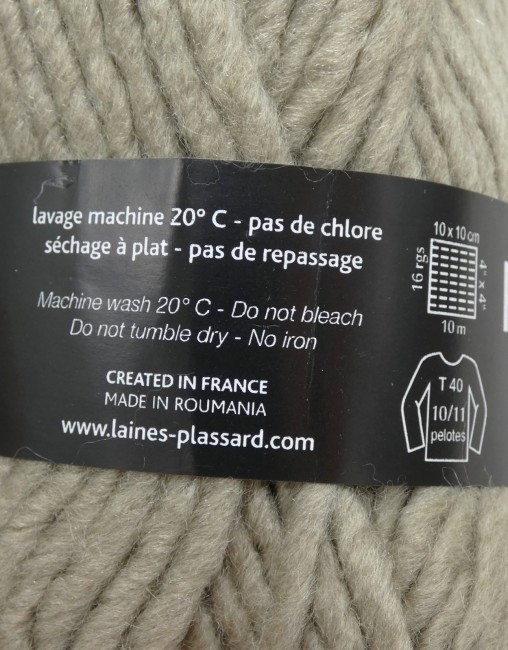 lavage machine 20° C - pas de chlore
séchage à plat - pas de repassage
Machine wash 20° C - Do not bleach
Do not tumble dry - No iron
CREATED IN FRANCE
MADE IN ROUMANIA
www.laines-plassard.com
10 x 10 cm
16 rgs
4" x 4"
10 m
T 40
10/11
pelotes